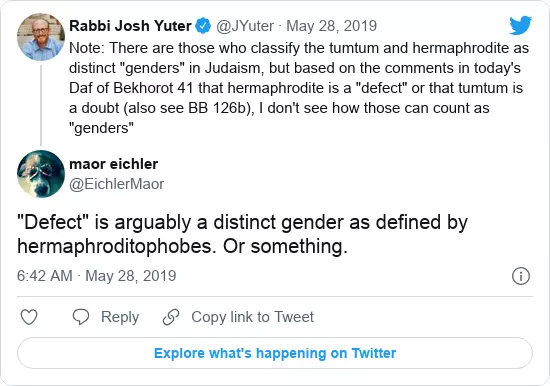 Rabbi Josh Yuter @JYuter · May 28, 2019
Note: There are those who classify the tumtum and hermaphrodite as
distinct "genders" in Judaism, but based on the comments in today's
Daf of Bekhorot 41 that hermaphrodite is a "defect" or that tumtum is
a doubt (also see BB 126b), I don't see how those can count as
"genders"
maor eichler
@EichlerMaor
"Defect" is arguably a distinct gender as defined by
hermaphroditophobes. Or something.
6:42 AM · May 28, 2019
Reply
Copy link to Tweet
Explore what's happening on Twitter